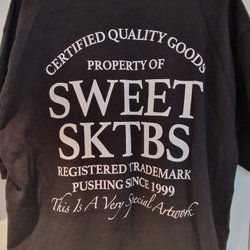 CERTIFIED QUALITY GOODS
PROPERTY OF
SWEET
SKTBS
REGISTERED TRADEMARK
PUSHING SINCE 1999
This Is A Very Special Artwork